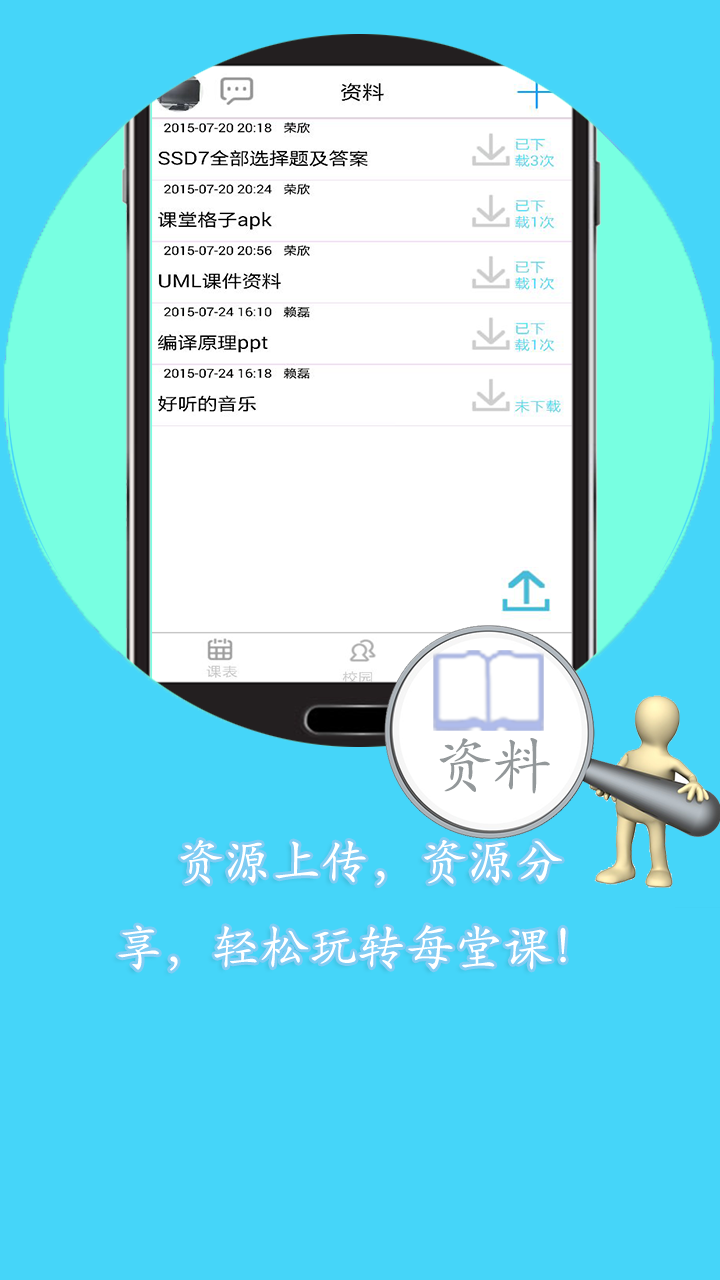 资料
2015-07-20 20:18 荣欣
SSD7全部选择题及答案
已下
载3次
2015-07-20 20:24 荣欣
课堂格子apk
已下
载1次
2015-07-20 20:56 荣欣
UML课件资料
已下
载1次
2015-07-24 16:10 赖磊
编译原理ppt
已下
载1次
2015-07-24 16:18 赖磊
好听的音乐
未下载
课表
校园
资料
资源上传，资源分
享，轻松玩转每堂课！